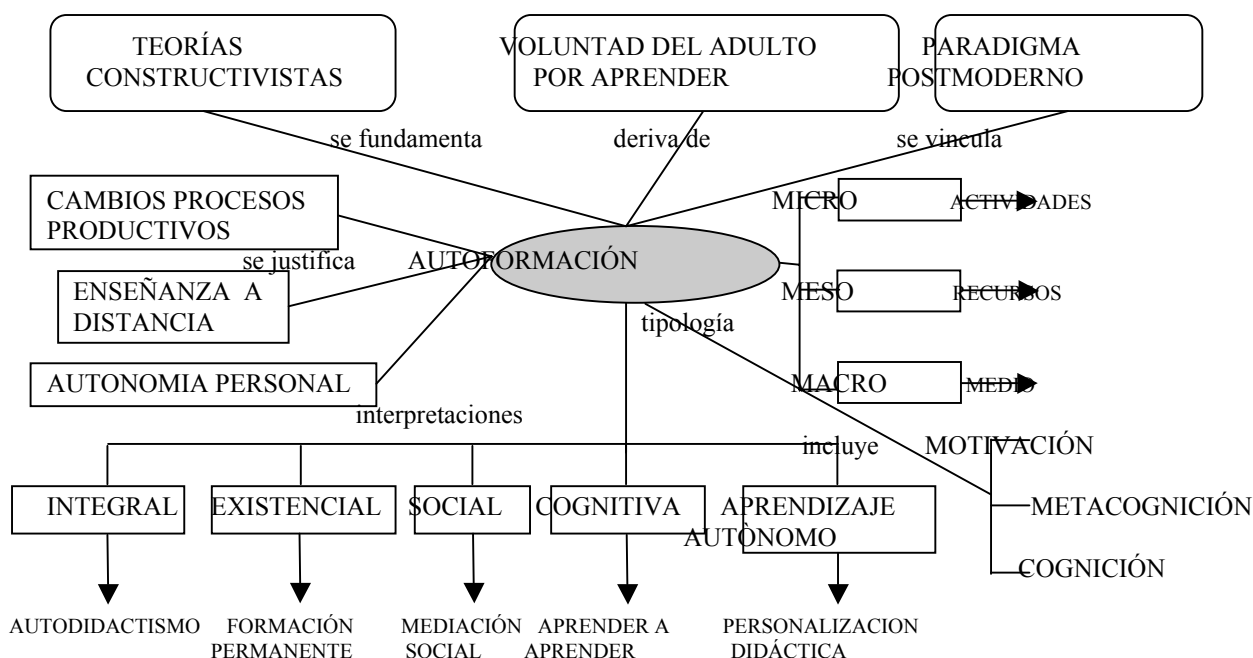 TEORÍAS
CONSTRUCTIVISTAS
VOLUNTAD DEL ADULTO
POR APRENDER
PARADIGMA
POSTMODERNO
se fundamenta
deriva de
se vincula
CAMBIOS PROCESOS
PRODUCTIVOS
MICRO
ACTIVIDADES
se justifica
AUTOFORMACIÓN
ENSEÑANZA A
DISTANCIA
MESO
RECURSOS
tipología
AUTONOMIA PERSONAL
MACRO
MEDIO
interpretaciones
incluye
MOTIVACIÓN
INTEGRAL
EXISTENCIAL
SOCIAL
COGNITIVA
APRENDIZAJE
AUTÒNOMO
METACOGNICIÓN
COGNICIÓN
AUTODIDACTISMO
FORMACIÓN
PERMANENTE
MEDIACIÓN
SOCIAL
APRENDER A
APRENDER
PERSONALIZACION
DIDÁCTICA